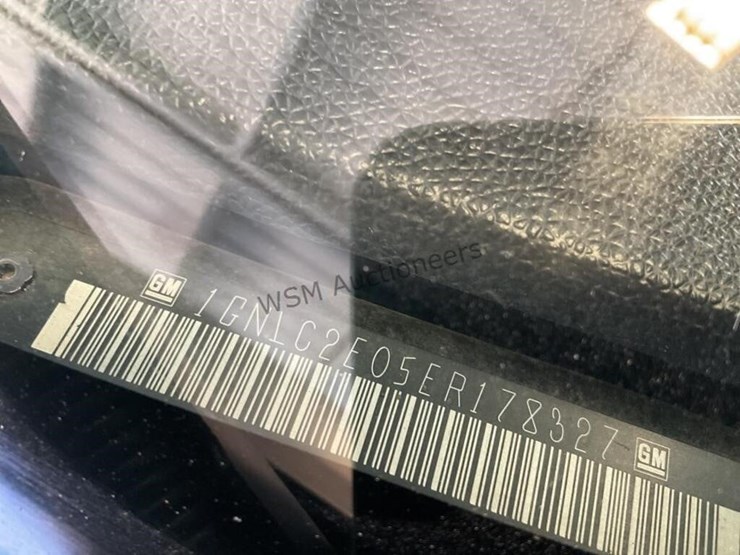 GM 1GNLC2E05ER178327 GM
WSM Auctioneers